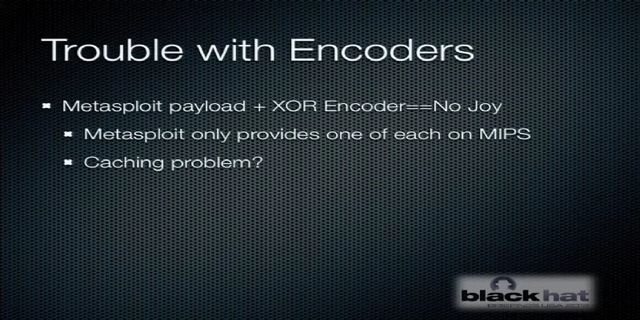 Trouble with Encoders
Metasploit payload + XOR Encoder==No Joy
Metasploit only provides one of each on MIPS
Caching problem?
black hat